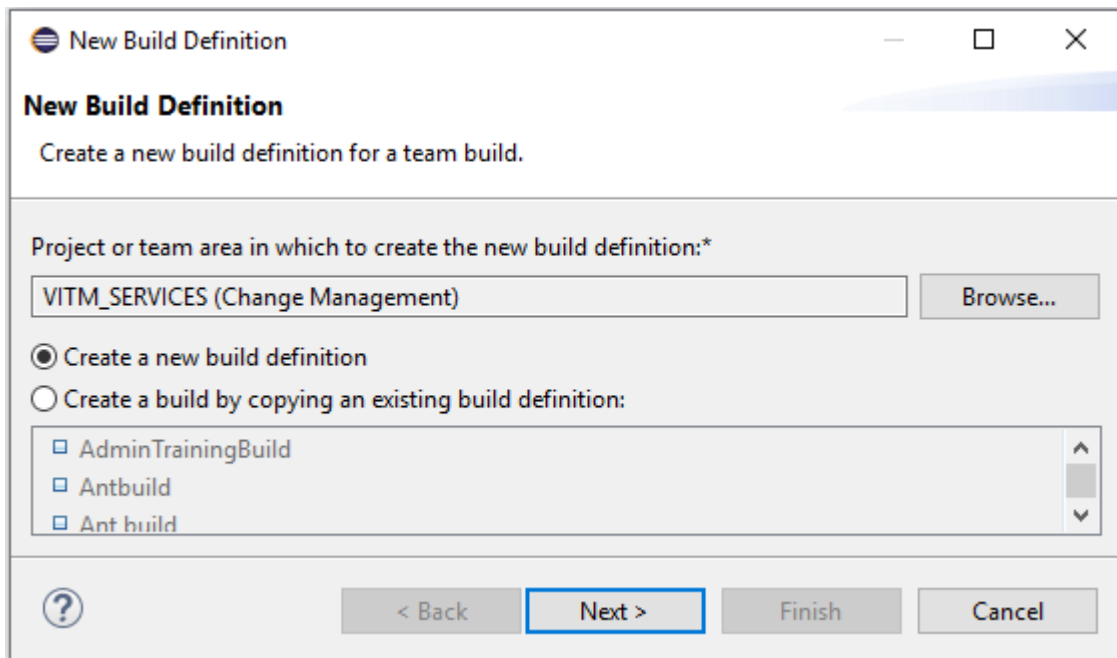 New Build Definition
New Build Definition
Create a new build definition for a team build.
Project or team area in which to create the new build definition:*
VITM_SERVICES (Change Management)
Browse...
Create a new build definition
Create a build by copying an existing build definition:
AdminTrainingBuild
Antbuild
Ant build
?
< Back
Next >
Finish
Cancel